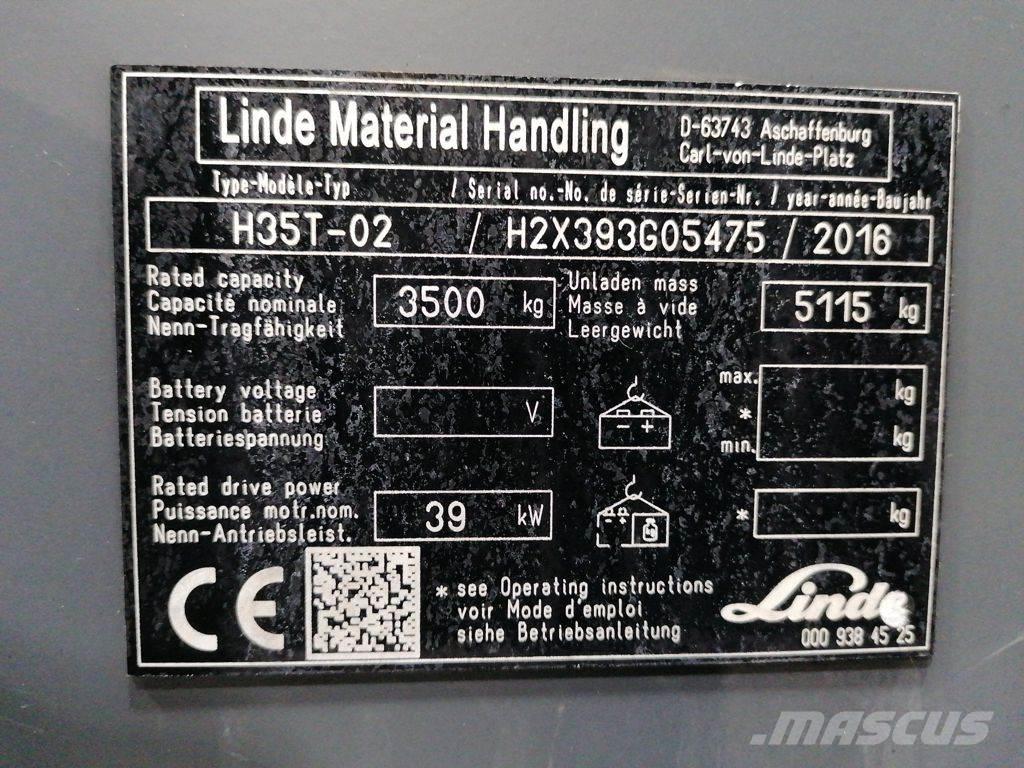 Linde Material Handling
D-63743 Aschaffenburg
Carl-von-Linde-Platz
Type-Modèle-Typ / Serial no.-No. de série-Serien-Nr. / year-année-Baujahr
H35T-02 / H2X393G05475 / 2016
Rated capacity
Capacité nominale
Nenn-Tragfähigkeit
3500 kg
Unladen mass
Masse à vide
Leergewicht
5115 kg
Battery voltage
Tension batterie
Batteriespannung
V
- +
max. kg
*
min. kg
Rated drive power
Puissance motr.nom.
Nenn-Antriebsleist.
39 kW
- + kg
* kg
CE
* see Operating instructions
voir Mode d'emploi
siehe Betriebsanleitung
Linde
000 938 45 25
.MASCUS